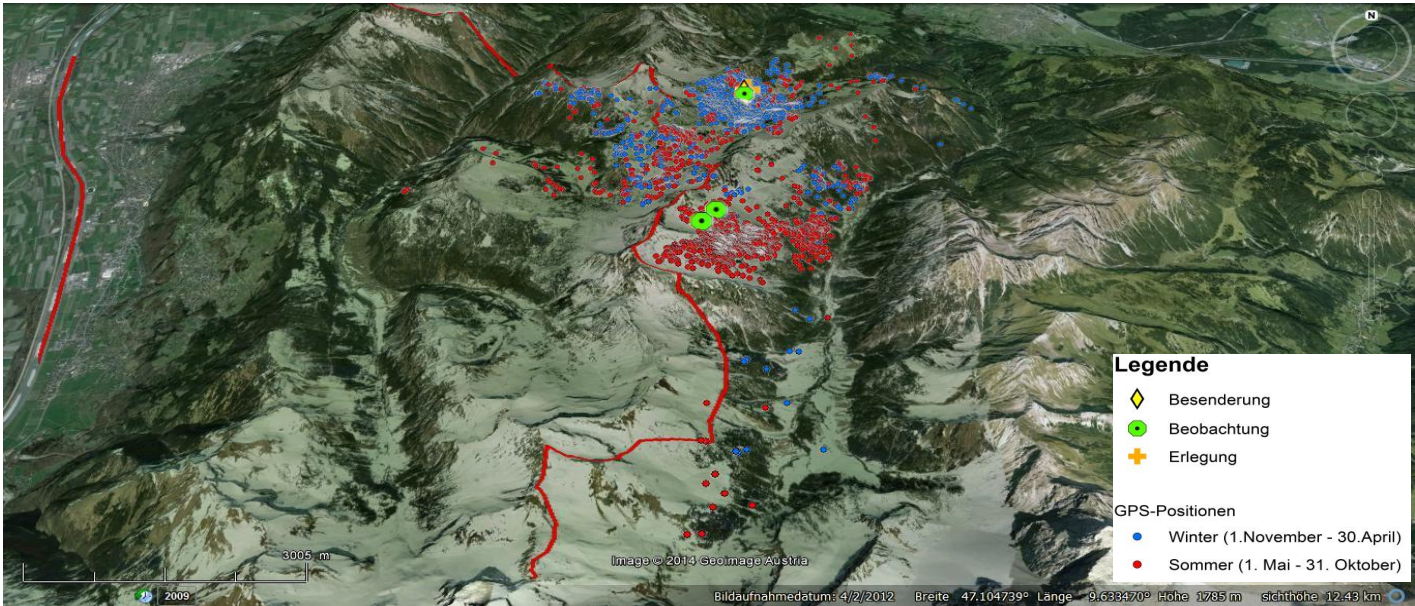 N
Legende
Besenderung
Beobachtung
Erlegung
GPS-Positionen
Winter (1.November - 30.April)
Sommer (1. Mai - 31. Oktober)
3005 m
Image © 2014 Geoimage Austria
2009
Bildaufnahmedatum: 4/2/2012 Breite 47.104739° Länge 9.633470° Höhe 1785 m sichthöhe 12.43 km